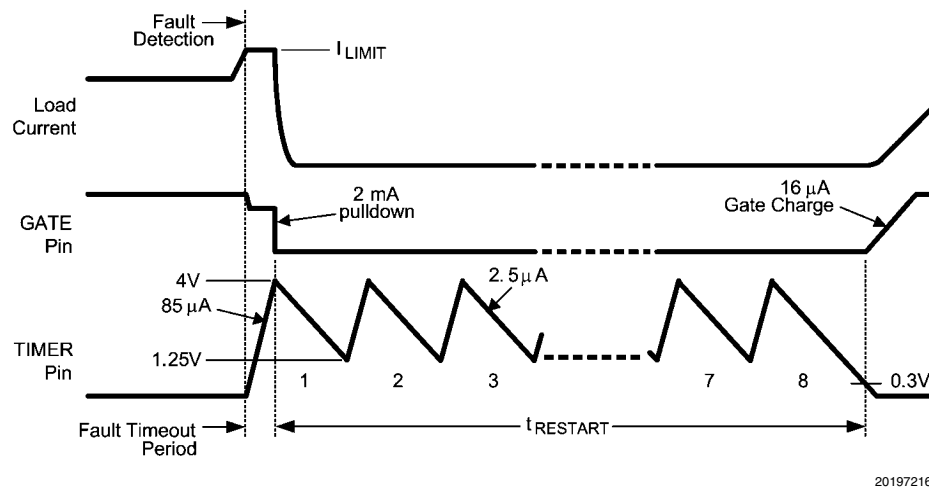 Fault
Detection
I LIMIT
Load
Current
2 mA
pulldown
16 μA
Gate Charge
GATE
Pin
4V
2.5 μA
85 μA
TIMER
Pin
1.25V
1
2
3
7
8
0.3V
Fault Timeout
Period
tRESTART
20197216